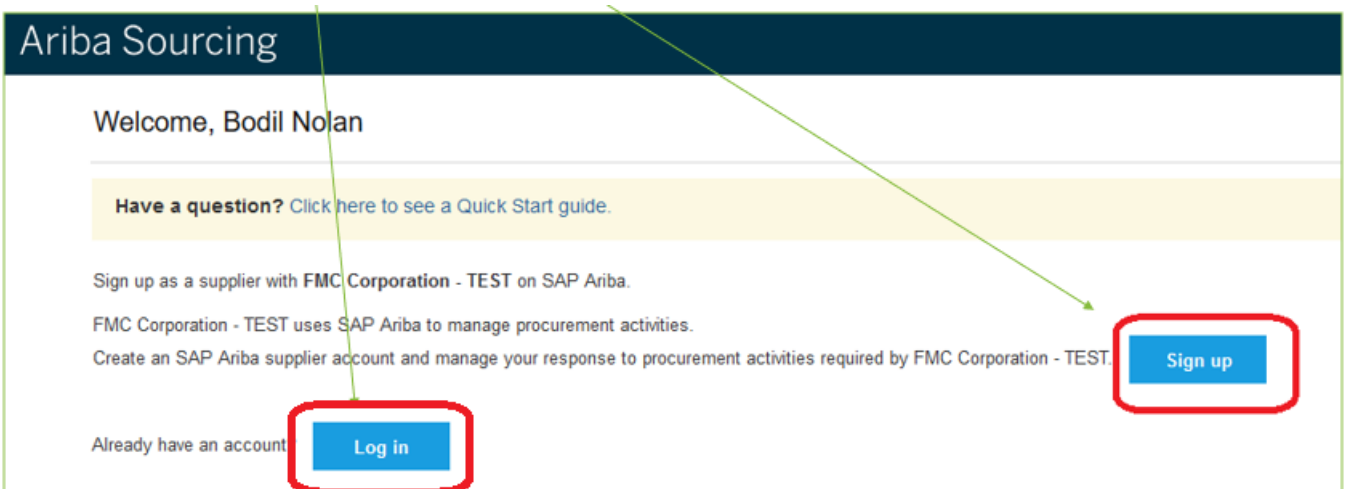 Ariba Sourcing
Welcome, Bodil Nolan
Have a question? Click here to see a Quick Start guide.
Sign up as a supplier with FMC Corporation - TEST on SAP Ariba.
FMC Corporation - TEST uses SAP Ariba to manage procurement activities.
Create an SAP Ariba supplier account and manage your response to procurement activities required by FMC Corporation - TEST.
Sign up
Already have an account
Log in